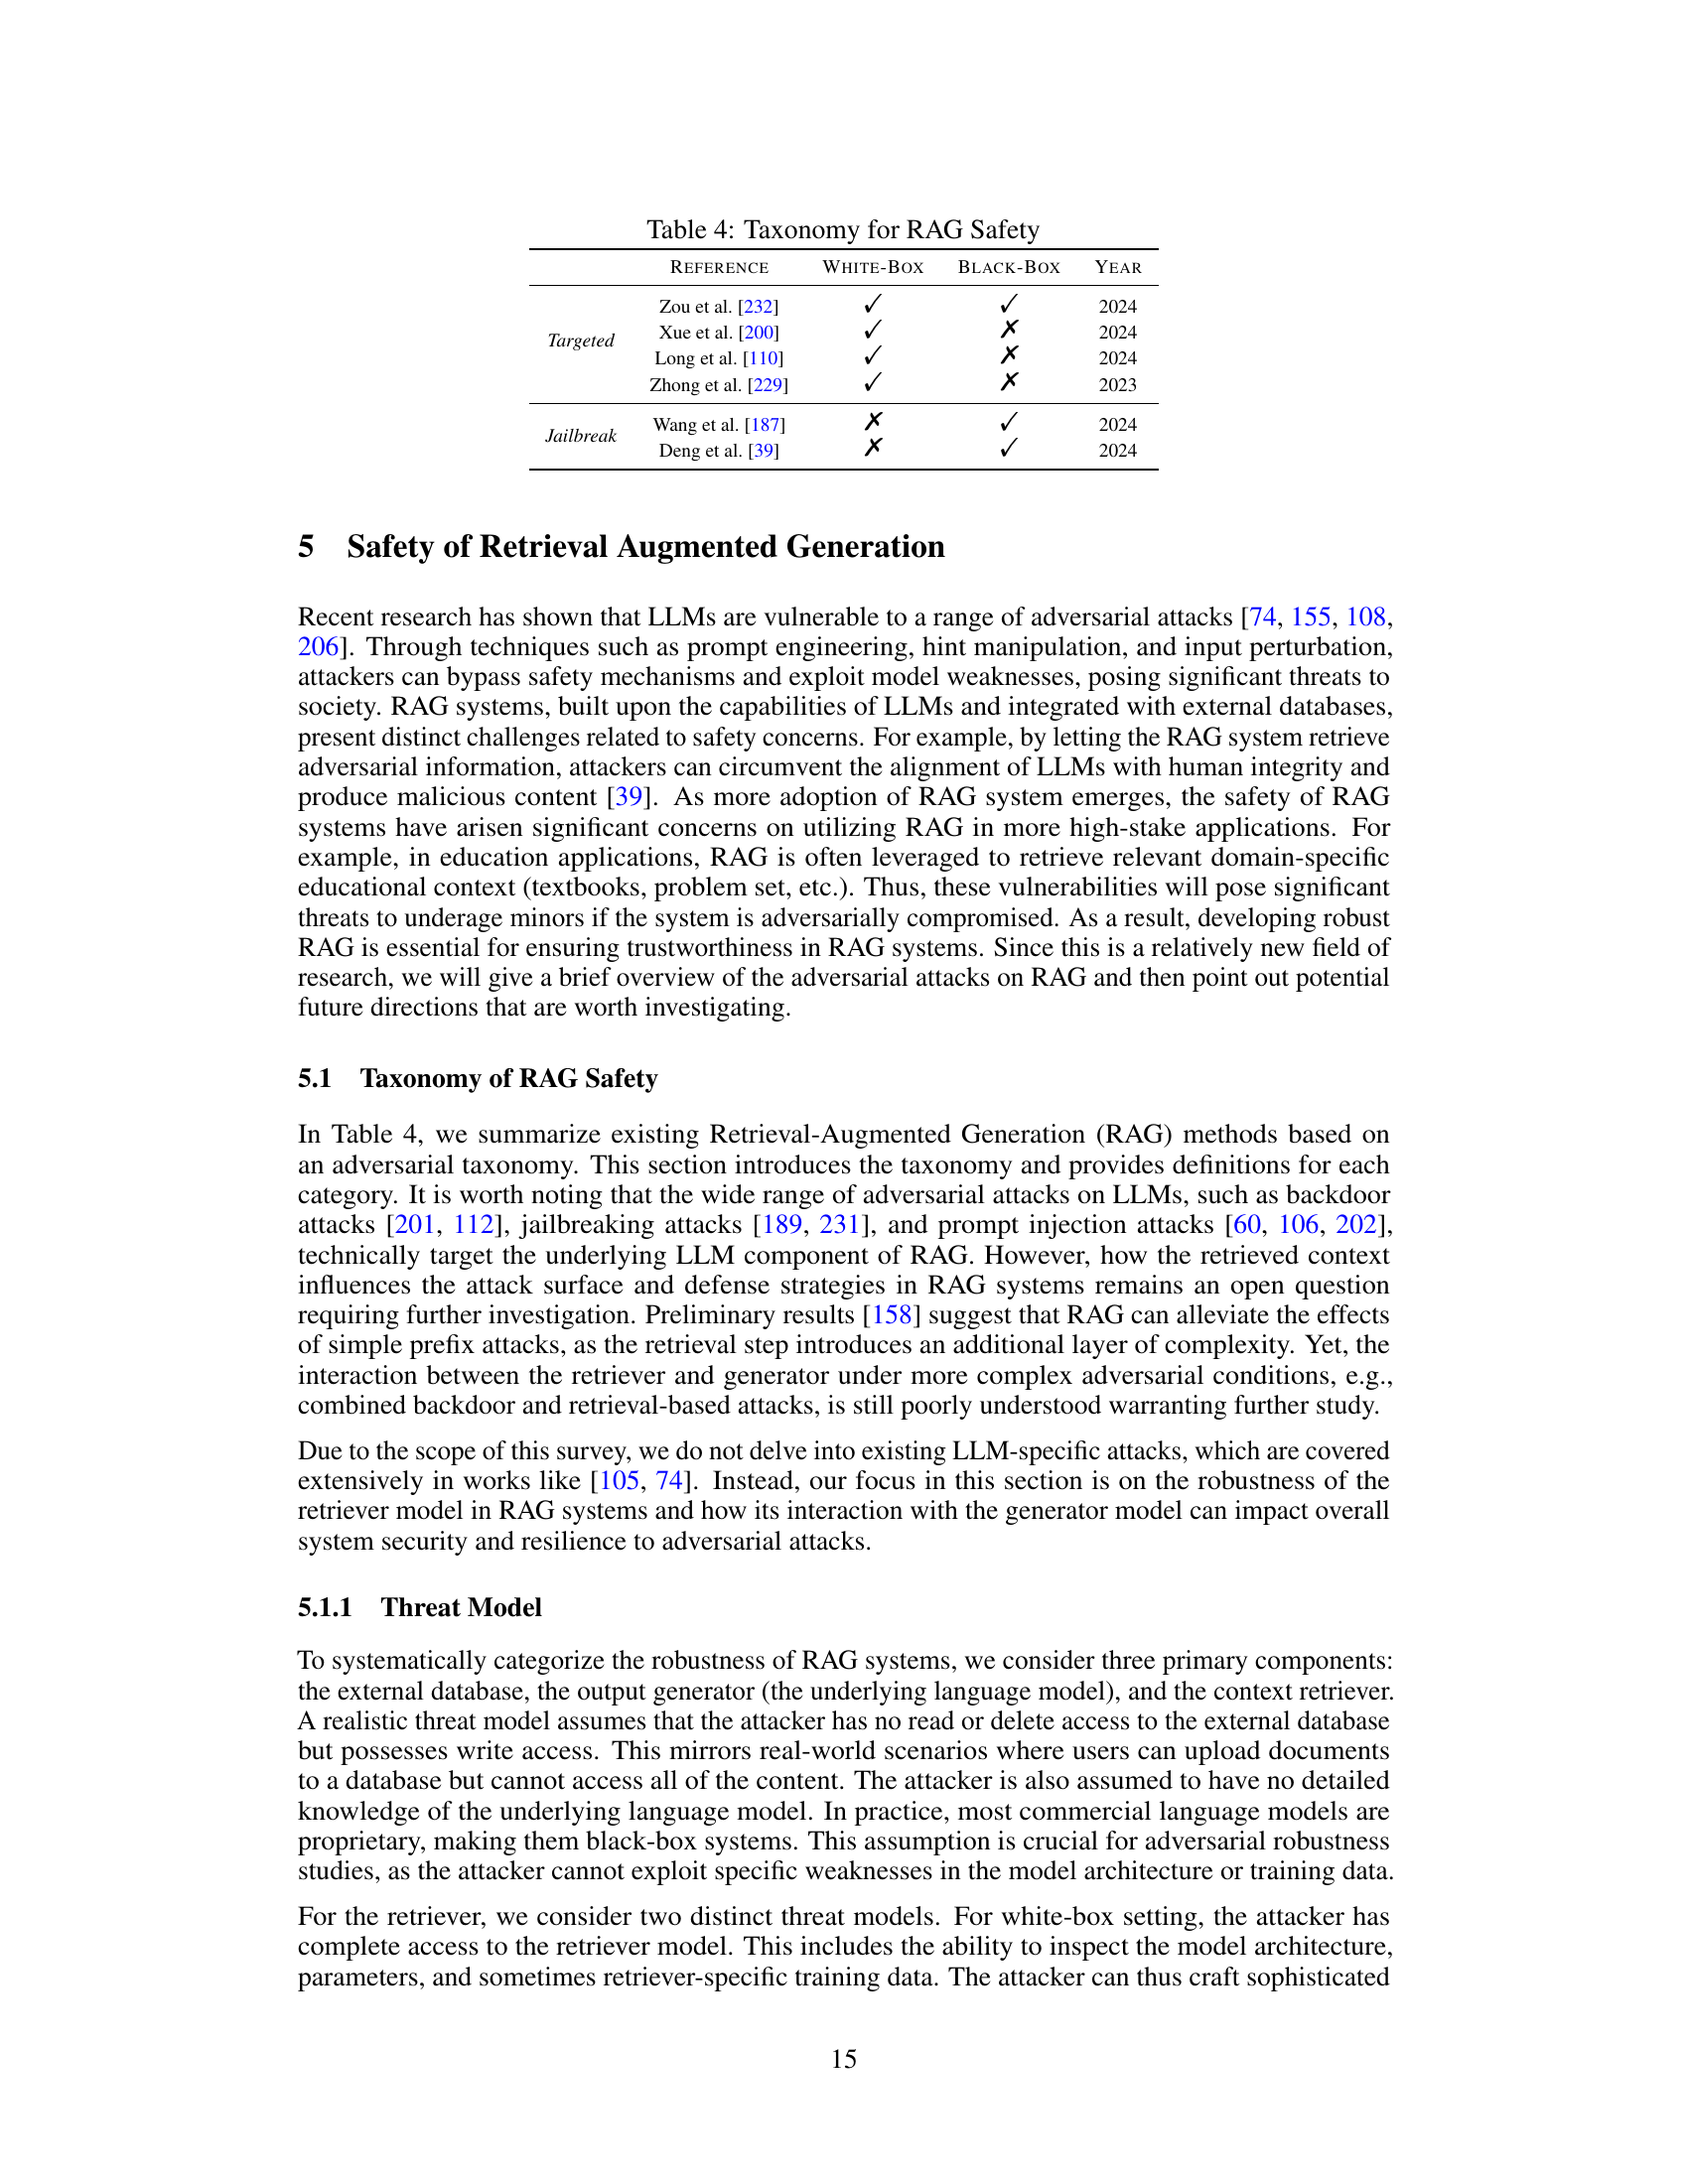 Table 4: Taxonomy for RAG Safety
REFERENCE WHITE-BOX BLACK-BOX YEAR
Targeted
Zou et al. [232] ✓ ✓ 2024
Xue et al. [200] ✓ ✗ 2024
Long et al. [110] ✓ ✗ 2024
Zhong et al. [229] ✓ ✗ 2023
Jailbreak
Wang et al. [187] ✗ ✓ 2024
Deng et al. [39] ✗ ✓ 2024
5 Safety of Retrieval Augmented Generation
Recent research has shown that LLMs are vulnerable to a range of adversarial attacks [74, 155, 108,
206]. Through techniques such as prompt engineering, hint manipulation, and input perturbation,
attackers can bypass safety mechanisms and exploit model weaknesses, posing significant threats to
society. RAG systems, built upon the capabilities of LLMs and integrated with external databases,
present distinct challenges related to safety concerns. For example, by letting the RAG system retrieve
adversarial information, attackers can circumvent the alignment of LLMs with human integrity and
produce malicious content [39]. As more adoption of RAG system emerges, the safety of RAG
systems have arisen significant concerns on utilizing RAG in more high-stake applications. For
example, in education applications, RAG is often leveraged to retrieve relevant domain-specific
educational context (textbooks, problem set, etc.). Thus, these vulnerabilities will pose significant
threats to underage minors if the system is adversarially compromised. As a result, developing robust
RAG is essential for ensuring trustworthiness in RAG systems. Since this is a relatively new field of
research, we will give a brief overview of the adversarial attacks on RAG and then point out potential
future directions that are worth investigating.
5.1 Taxonomy of RAG Safety
In Table 4, we summarize existing Retrieval-Augmented Generation (RAG) methods based on
an adversarial taxonomy. This section introduces the taxonomy and provides definitions for each
category. It is worth noting that the wide range of adversarial attacks on LLMs, such as backdoor
attacks [201, 112], jailbreaking attacks [189, 231], and prompt injection attacks [60, 106, 202],
technically target the underlying LLM component of RAG. However, how the retrieved context
influences the attack surface and defense strategies in RAG systems remains an open question
requiring further investigation. Preliminary results [158] suggest that RAG can alleviate the effects
of simple prefix attacks, as the retrieval step introduces an additional layer of complexity. Yet, the
interaction between the retriever and generator under more complex adversarial conditions, e.g.,
combined backdoor and retrieval-based attacks, is still poorly understood warranting further study.
Due to the scope of this survey, we do not delve into existing LLM-specific attacks, which are covered
extensively in works like [105, 74]. Instead, our focus in this section is on the robustness of the
retriever model in RAG systems and how its interaction with the generator model can impact overall
system security and resilience to adversarial attacks.
5.1.1 Threat Model
To systematically categorize the robustness of RAG systems, we consider three primary components:
the external database, the output generator (the underlying language model), and the context retriever.
A realistic threat model assumes that the attacker has no read or delete access to the external database
but possesses write access. This mirrors real-world scenarios where users can upload documents
to a database but cannot access all of the content. The attacker is also assumed to have no detailed
knowledge of the underlying language model. In practice, most commercial language models are
proprietary, making them black-box systems. This assumption is crucial for adversarial robustness
studies, as the attacker cannot exploit specific weaknesses in the model architecture or training data.
For the retriever, we consider two distinct threat models. For white-box setting, the attacker has
complete access to the retriever model. This includes the ability to inspect the model architecture,
parameters, and sometimes retriever-specific training data. The attacker can thus craft sophisticated
15